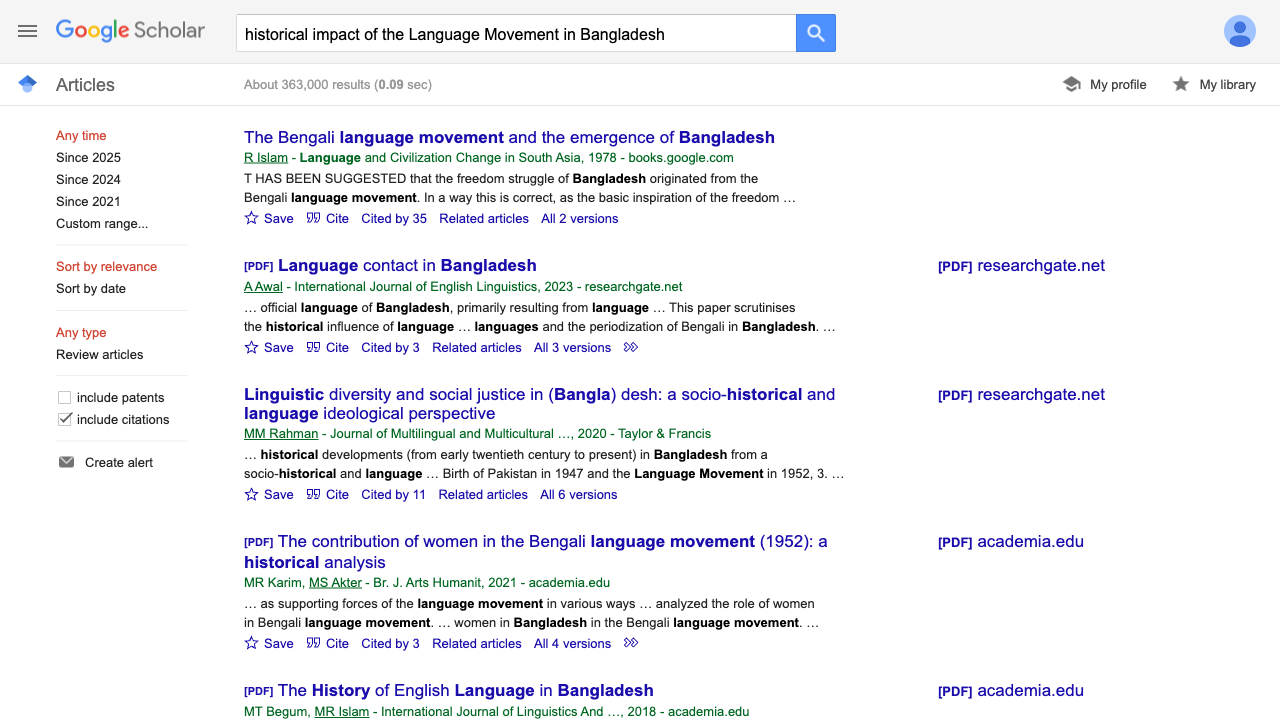 Google Scholar
historical impact of the Language Movement in Bangladesh
Articles
About 363,000 results (0.09 sec)
My profile
My library
Any time
Since 2025
Since 2024
Since 2021
Custom range...
Sort by relevance
Sort by date
Any type
Review articles
include patents
include citations
Create alert
The Bengali language movement and the emergence of Bangladesh
R Islam - Language and Civilization Change in South Asia, 1978 - books.google.com
T HAS BEEN SUGGESTED that the freedom struggle of Bangladesh originated from the
Bengali language movement. In a way this is correct, as the basic inspiration of the freedom …
Save Cite Cited by 35 Related articles All 2 versions
[PDF] Language contact in Bangladesh
[PDF] researchgate.net
A Awal - International Journal of English Linguistics, 2023 - researchgate.net
… official language of Bangladesh, primarily resulting from language … This paper scrutinises
the historical influence of language … languages and the periodization of Bengali in Bangladesh. …
Save Cite Cited by 3 Related articles All 3 versions
Linguistic diversity and social justice in (Bangla) desh: a socio-historical and
language ideological perspective
[PDF] researchgate.net
MM Rahman - Journal of Multilingual and Multicultural …, 2020 - Taylor & Francis
… historical developments (from early twentieth century to present) in Bangladesh from a
socio-historical and language … Birth of Pakistan in 1947 and the Language Movement in 1952, 3. …
Save Cite Cited by 11 Related articles All 6 versions
[PDF] The contribution of women in the Bengali language movement (1952): a
historical analysis
[PDF] academia.edu
MR Karim, MS Akter - Br. J. Arts Humanit, 2021 - academia.edu
… as supporting forces of the language movement in various ways … analyzed the role of women
in Bengali language movement. … women in Bangladesh in the Bengali language movement. …
Save Cite Cited by 3 Related articles All 4 versions
[PDF] The History of English Language in Bangladesh
[PDF] academia.edu
MT Begum, MR Islam - International Journal of Linguistics And …, 2018 - academia.edu